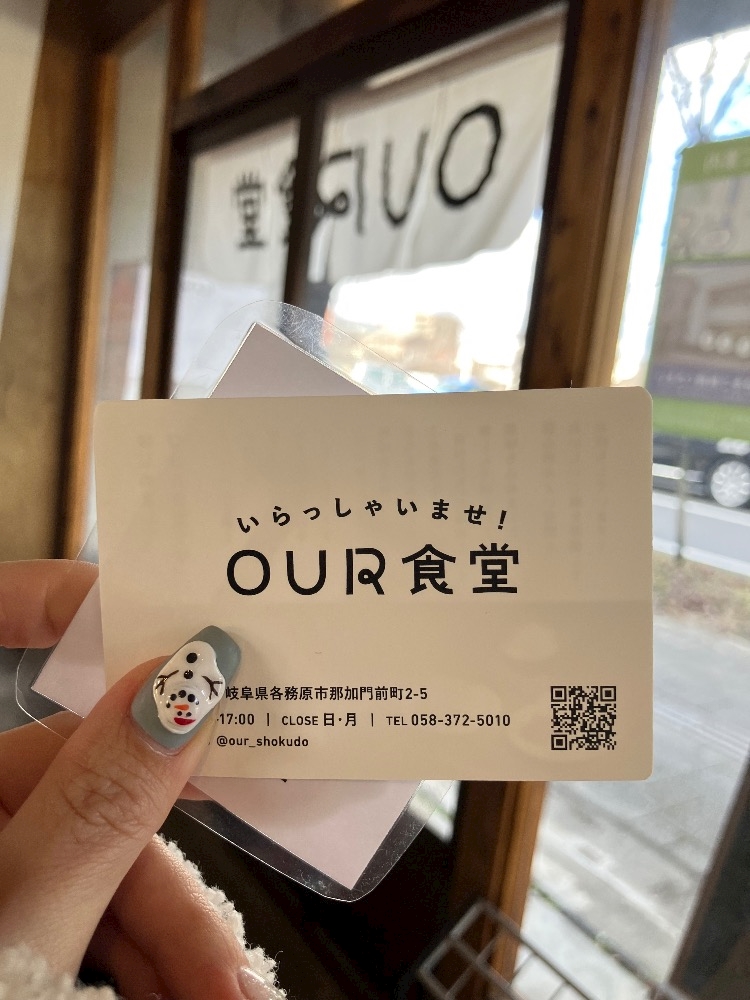 OUR食堂
いらっしゃいませ!
OUR食堂
岐阜県各務原市那加門前町2-5
17:00 | CLOSE 日・月 | TEL 058-372-5010
@our_shokudo